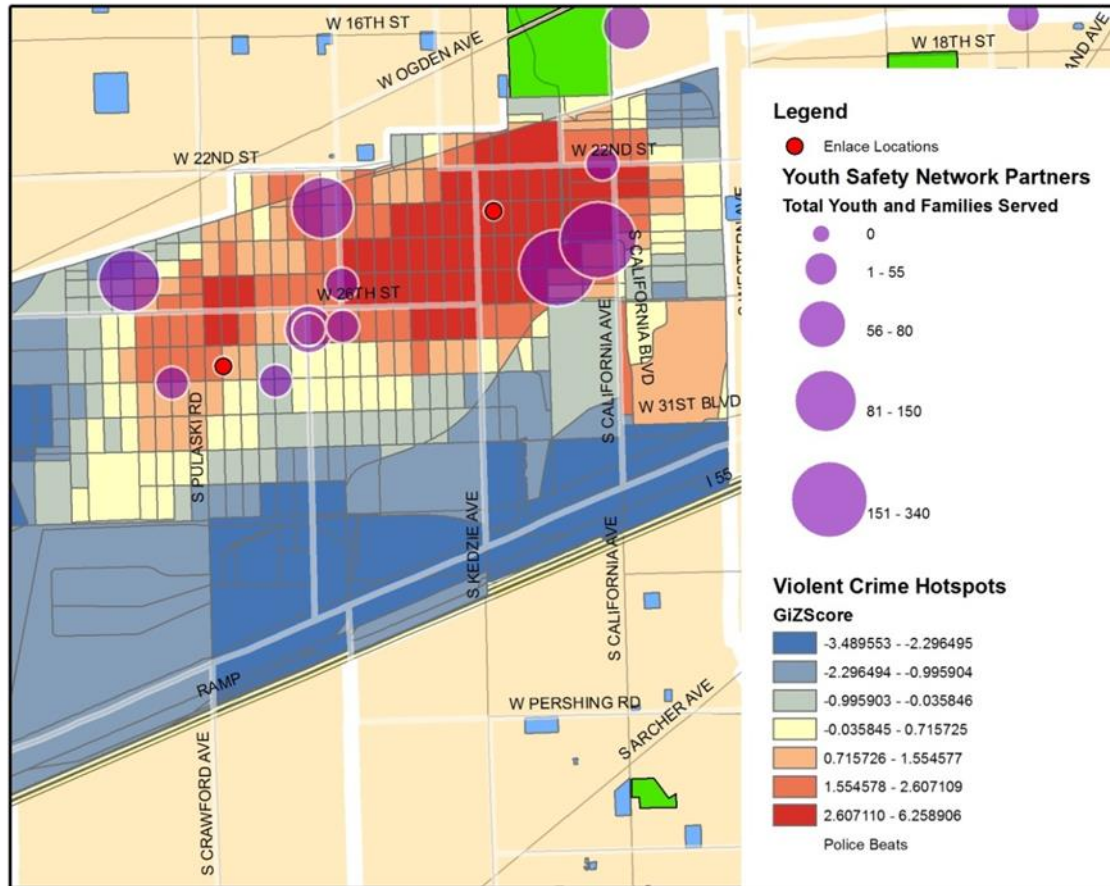 W 16TH ST
W OGDEN AVE
W 18TH ST
AND AVE
W 22ND ST
W 22ND ST
S WESTERN AVE
S CALIFORNIA BLVD
W 26TH ST
S CALIFORNIA AVE
W 31ST BLVD
S PULASKI RD
I 55
S KEDZIE AVE
S CALIFORNIA AVE
RAMP
W PERSHING RD
S ARCHER AVE
S CRAWFORD AVE
S
Legend
Enlace Locations
Youth Safety Network Partners
Total Youth and Families Served
0
1 - 55
56 - 80
81 - 150
151 - 340
Violent Crime Hotspots
GiZScore
-3.489553 - -2.296495
-2.296494 - -0.995904
-0.995903 - -0.035846
-0.035845 - 0.715725
0.715726 - 1.554577
1.554578 - 2.607109
2.607110 - 6.258906
Police Beats